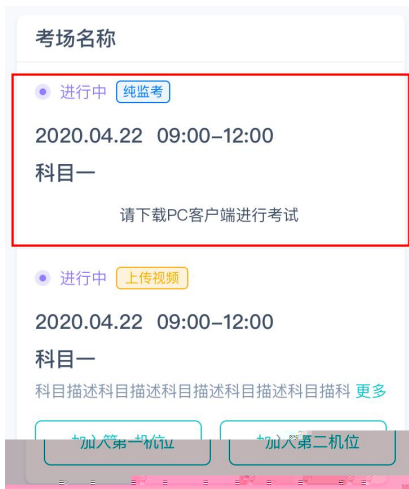 考场名称
进行中 纯监考
2020.04.22 09:00-12:00
科目一
请下载PC客户端进行考试
进行中 上传视频
2020.04.22 09:00-12:00
科目一
科目描述科目描述科目描述科目描述科目描科 更多
加入第一机位 加入第二机位